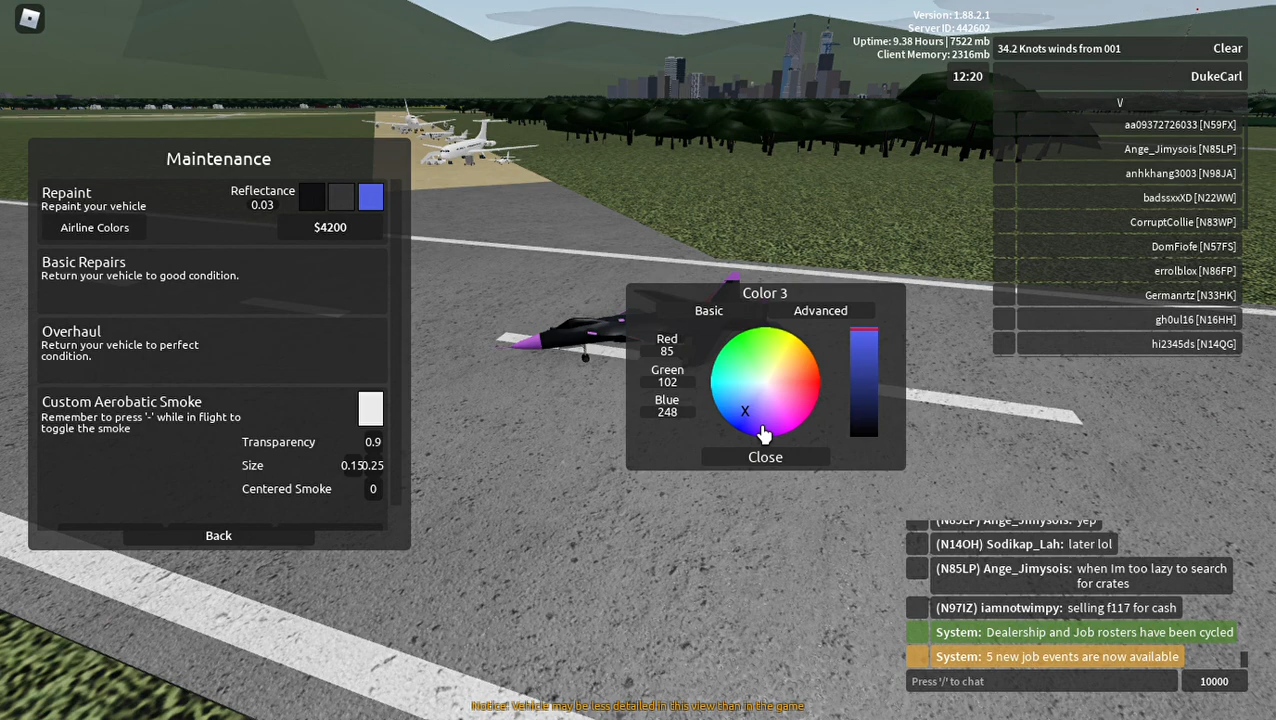 Version: 1.88.2.1
Server ID: 442602
Uptime: 9.38 Hours | 7522 mb
Client Memory: 2316mb
12:20
34.2 Knots winds from 001 Clear
DukeCarl
V
aa09372726033 [N59FX]
Ange_Jimysois [N85LP]
anhkhang3003 [N98JA]
badssxxXD [N22WW]
CorruptCollie [N83WP]
DomFiofe [N57FS]
errolblox [N86FP]
Germanrtz [N33HK]
gh0ul16 [N16HH]
hi2345ds [N14QG]
Maintenance
Repaint
Repaint your vehicle
Reflectance
0.03
Airline Colors
$4200
Basic Repairs
Return your vehicle to good condition.
Overhaul
Return your vehicle to perfect
condition.
Custom Aerobatic Smoke
Remember to press '-' while in flight to
toggle the smoke
Transparency 0.9
Size 0.15 0.25
Centered Smoke 0
Back
Color 3
Basic Advanced
Red
85
Green
102
Blue
248
X
Close
(N85LP) Ange_Jimysois: yep
(N14OH) Sodikap_Lah: later lol
(N85LP) Ange_Jimysois: when Im too lazy to search
for crates
(N97IZ) iamnotwimpy: selling f117 for cash
System: Dealership and Job rosters have been cycled
System: 5 new job events are now available
Press '/' to chat 10000
Notice: Vehicle may be less detailed in this view than in the game